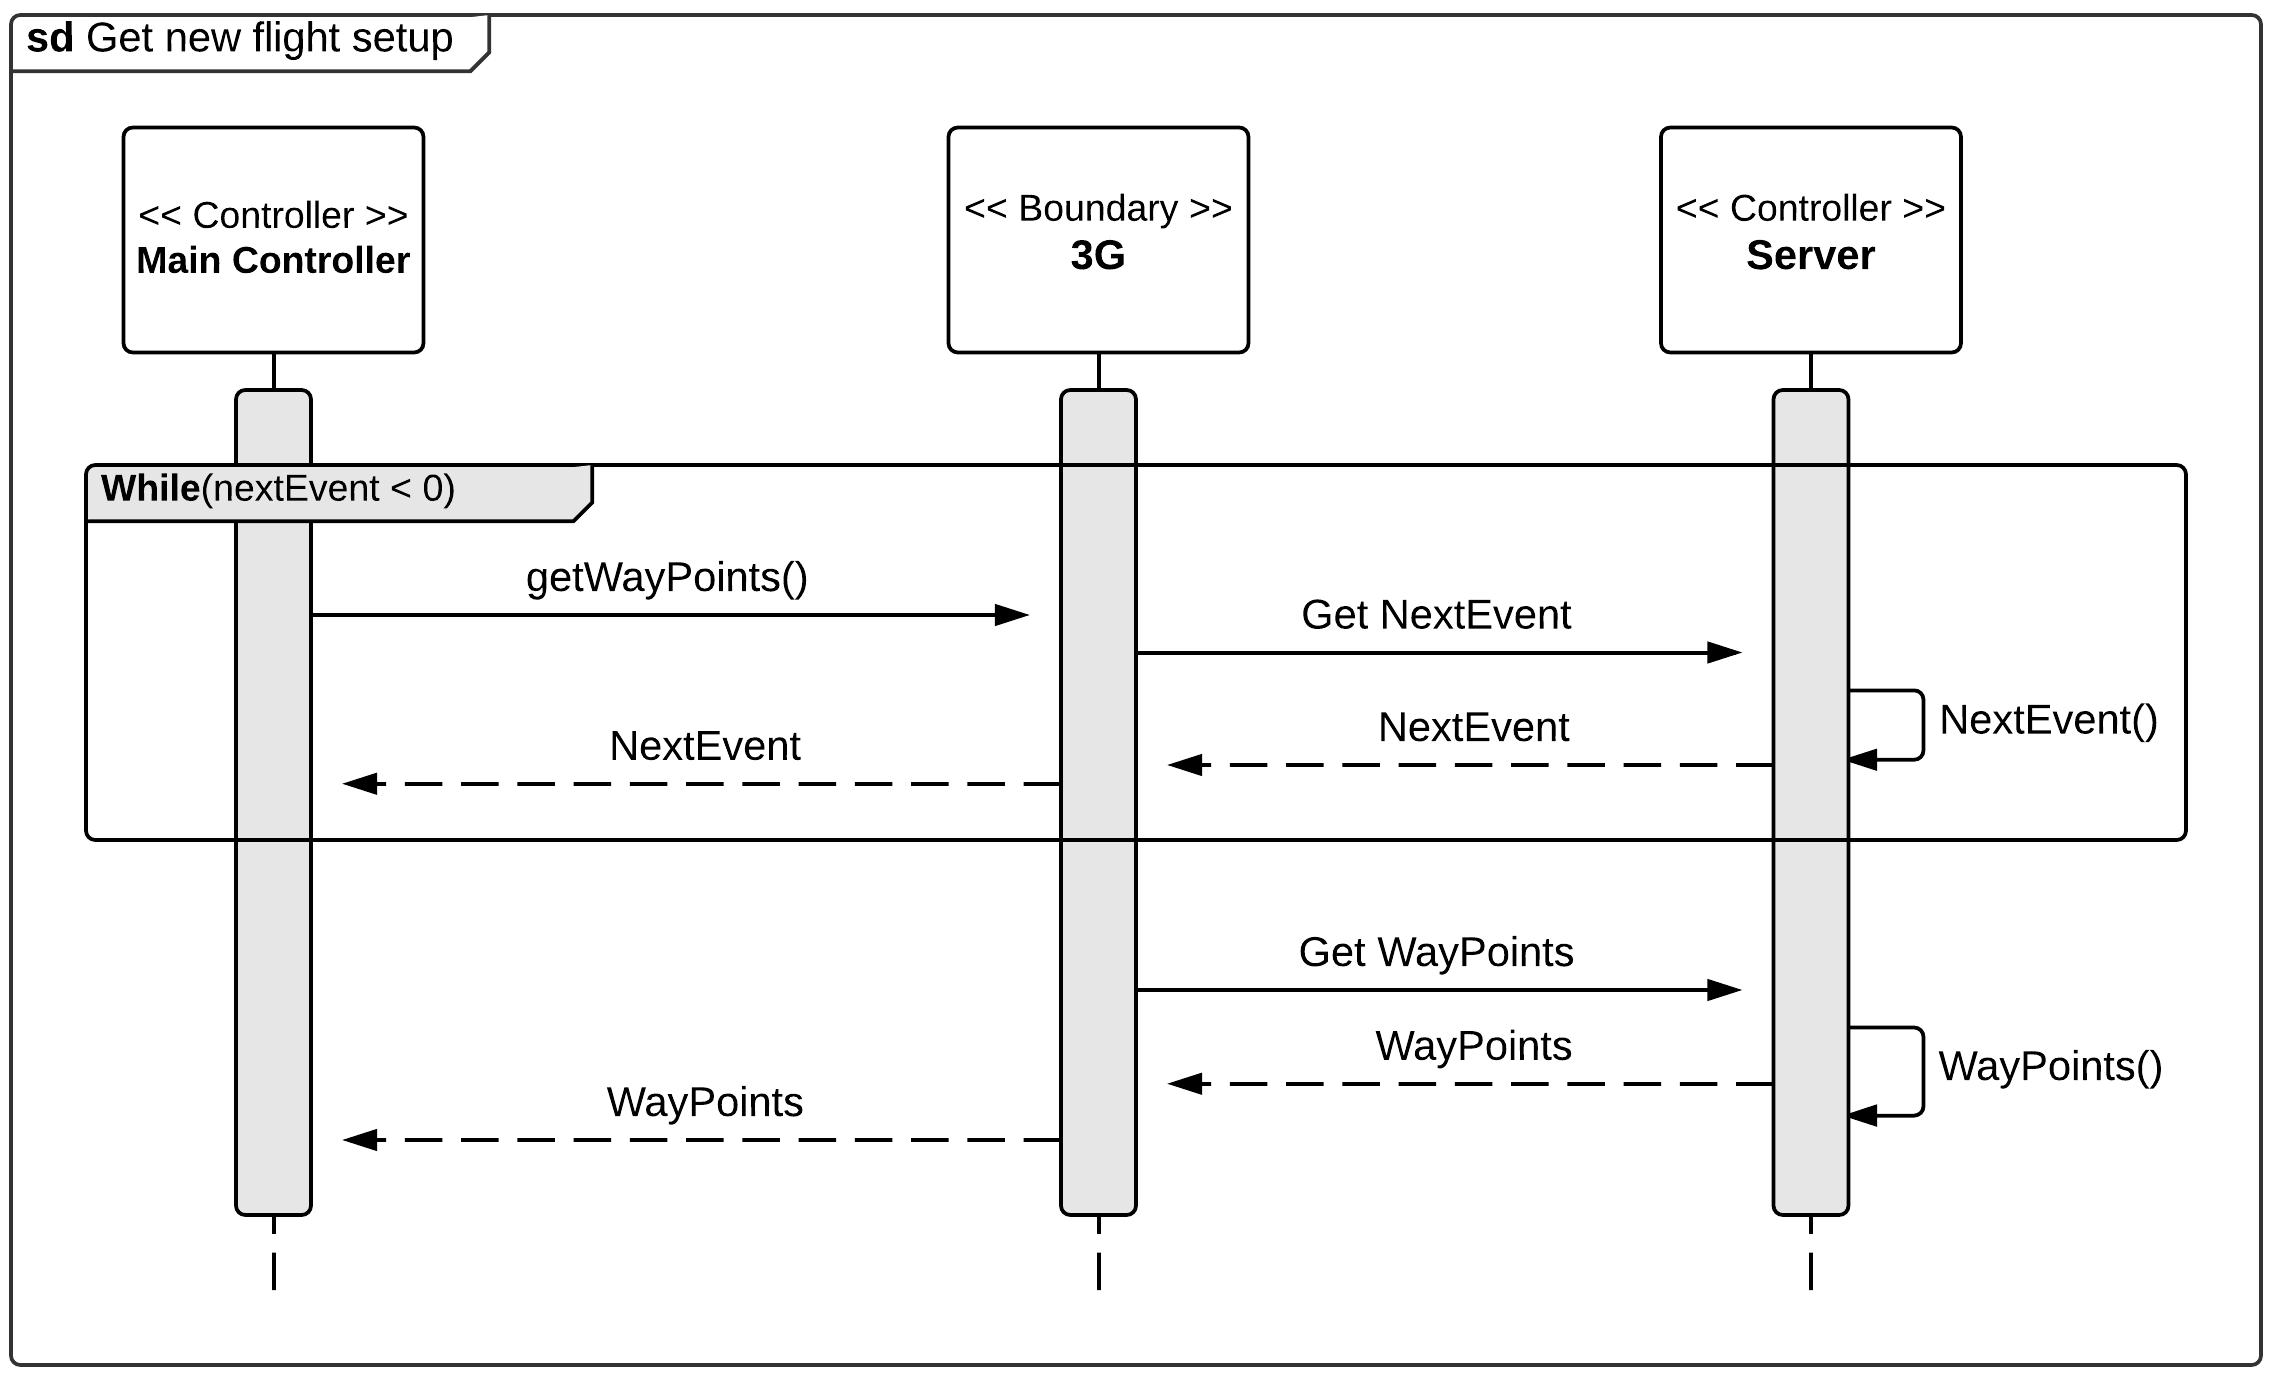 sd Get new flight setup
<< Controller >>
Main Controller
<< Boundary >>
3G
<< Controller >>
Server
While(nextEvent < 0)
getWayPoints()
Get NextEvent
NextEvent()
NextEvent
NextEvent
Get WayPoints
WayPoints
WayPoints()
WayPoints